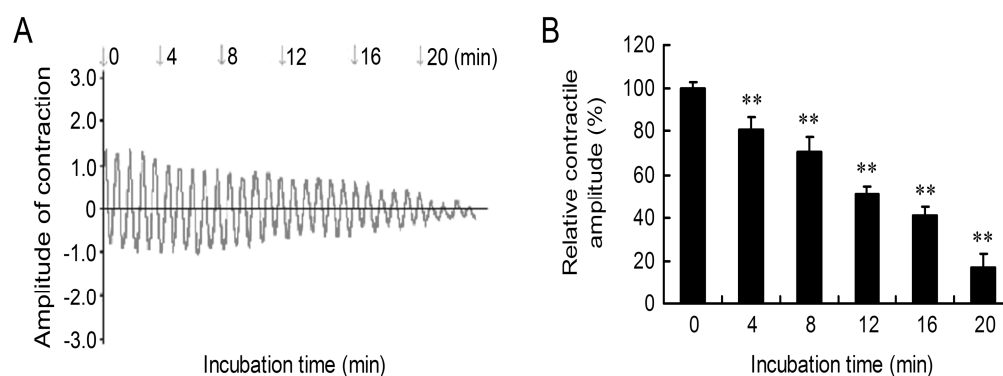 A
↓0 ↓4 ↓8 ↓12 ↓16 ↓20 (min)
Amplitude of contraction
3.0
2.0
1.0
0
-1.0
-2.0
-3.0
Incubation time (min)
B
Relative contractile
amplitude (%)
120
100
80
60
40
20
0
**
**
**
**
**
0 4 8 12 16 20
Incubation time (min)